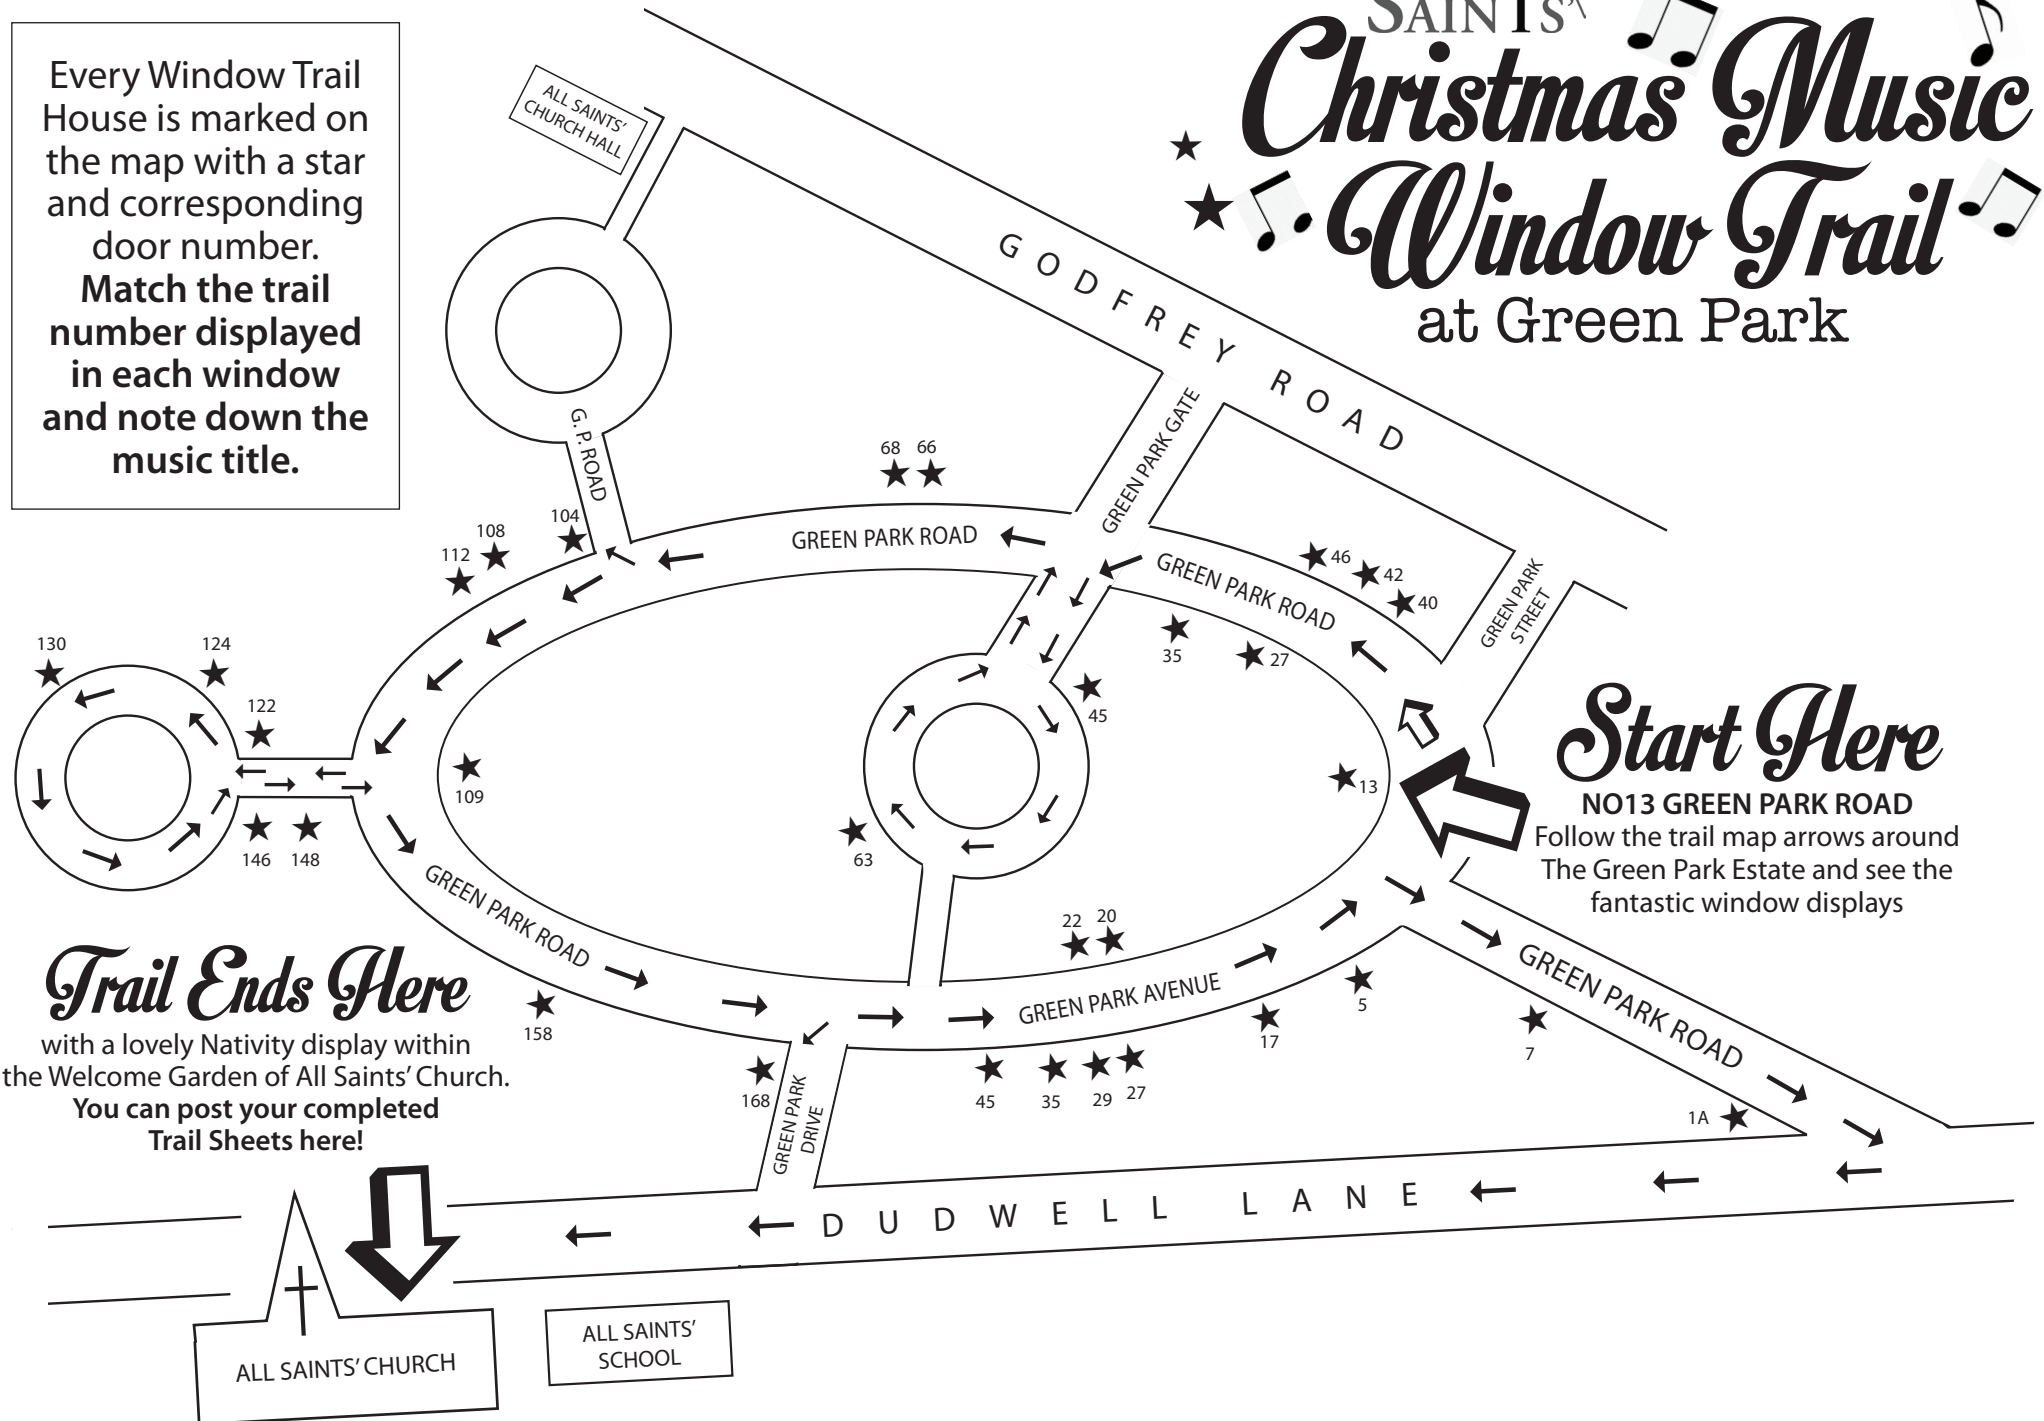 Every Window Trail
House is marked on
the map with a star
and corresponding
door number.
Match the trail
number displayed
in each window
and note down the
music title.
SAINTS'
Christmas Music
Window Trail
at Green Park
ALL SAINTS'
CHURCH HALL
GODFREY ROAD
GREEN PARK GATE
G. P. ROAD
68 66
104
108
112
GREEN PARK ROAD
GREEN PARK ROAD
46
42
40
GREEN PARK
STREET
35
27
130
124
122
45
109
13
63
146 148
Start Here
NO13 GREEN PARK ROAD
Follow the trail map arrows around
The Green Park Estate and see the
fantastic window displays
GREEN PARK ROAD
22 20
GREEN PARK AVENUE
GREEN PARK ROAD
Trail Ends Here
with a lovely Nativity display within
the Welcome Garden of All Saints' Church.
You can post your completed
Trail Sheets here!
158
168
GREEN PARK
DRIVE
45 35 29 27
17
5
7
1A
DUDWELL LANE
ALL SAINTS' CHURCH
ALL SAINTS'
SCHOOL